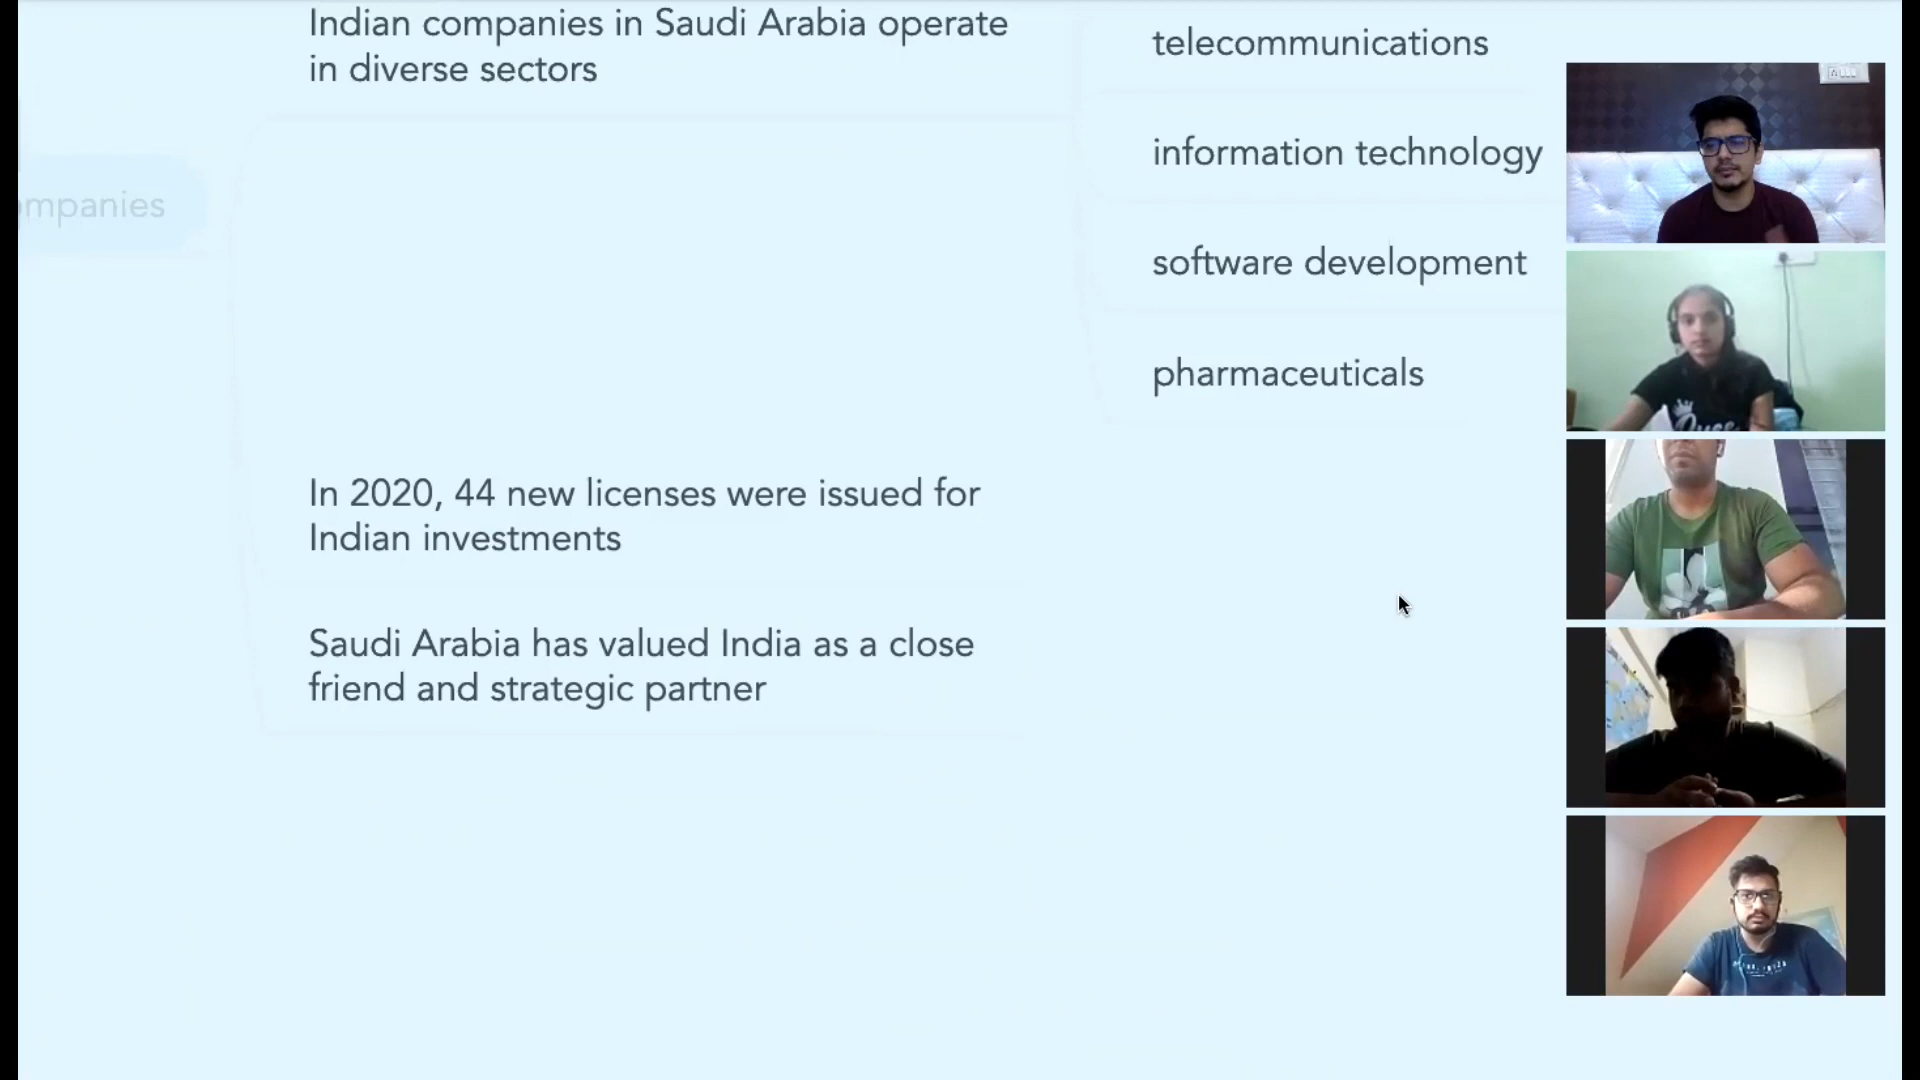 Indian companies in Saudi Arabia operate
in diverse sectors
telecommunications
information technology
software development
pharmaceuticals
ompanies
In 2020, 44 new licenses were issued for
Indian investments
Saudi Arabia has valued India as a close
friend and strategic partner